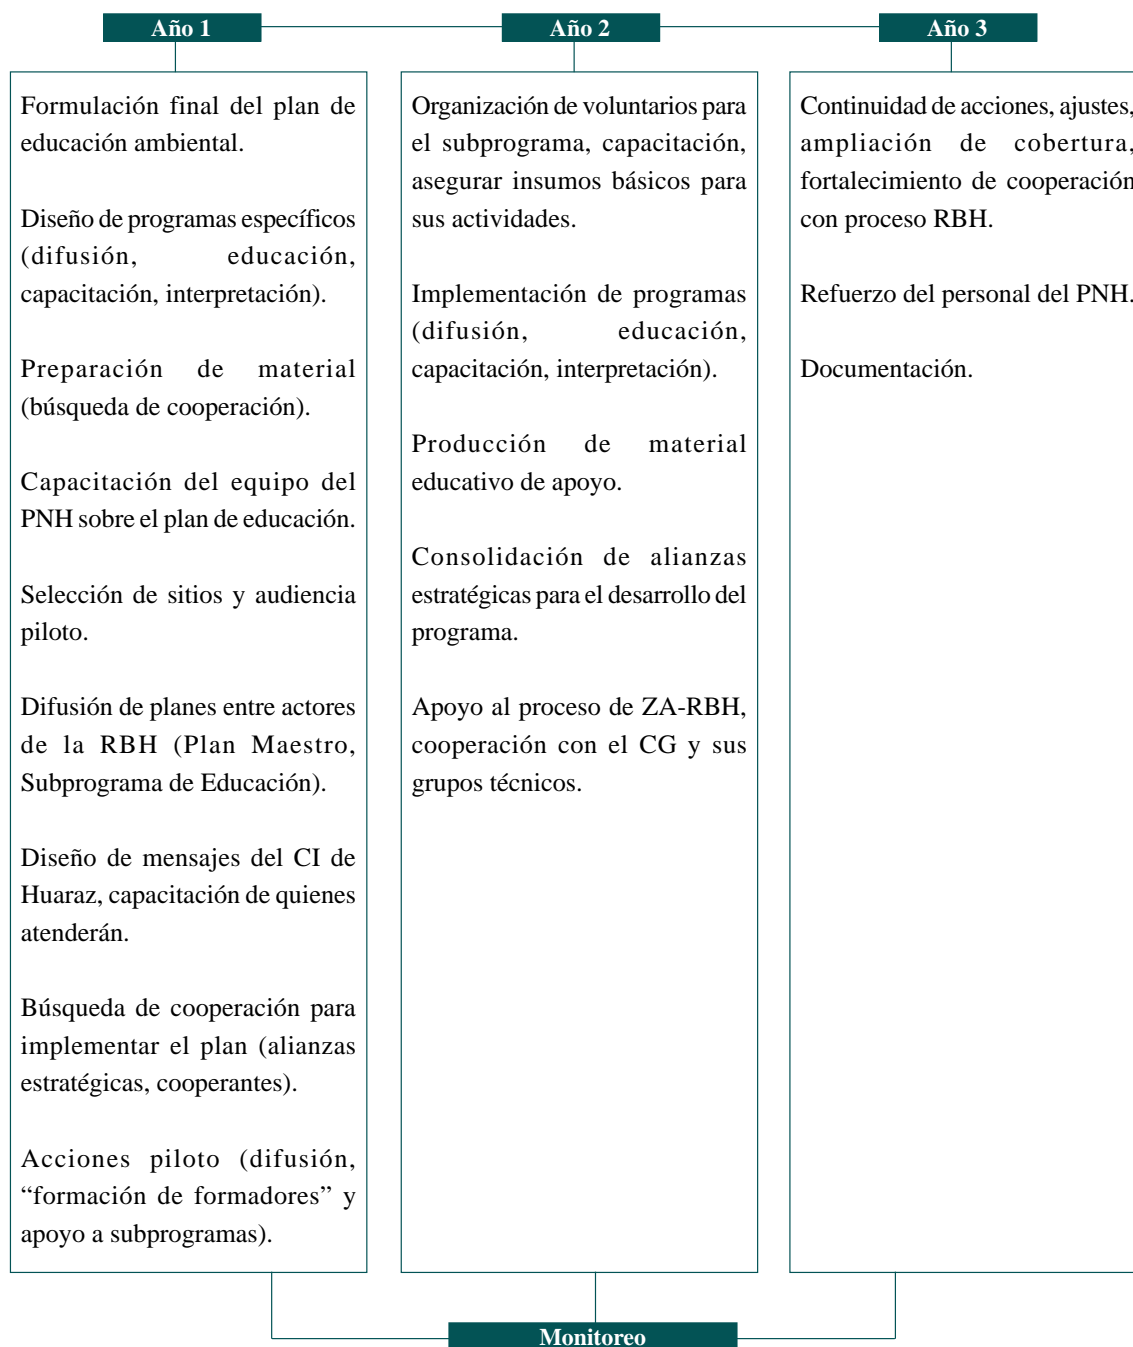 Año 1
Año 2
Año 3
Formulación final del plan de
educación ambiental.
Diseño de programas específicos
(difusión, educación,
capacitación, interpretación).
Preparación de material
(búsqueda de cooperación).
Capacitación del equipo del
PNH sobre el plan de educación.
Selección de sitios y audiencia
piloto.
Difusión de planes entre actores
de la RBH (Plan Maestro,
Subprograma de Educación).
Diseño de mensajes del CI de
Huaraz, capacitación de quienes
atenderán.
Búsqueda de cooperación para
implementar el plan (alianzas
estratégicas, cooperantes).
Acciones piloto (difusión,
“formación de formadores” y
apoyo a subprogramas).
Organización de voluntarios para
el subprograma, capacitación,
asegurar insumos básicos para
sus actividades.
Implementación de programas
(difusión, educación,
capacitación, interpretación).
Producción de material
educativo de apoyo.
Consolidación de alianzas
estratégicas para el desarrollo del
programa.
Apoyo al proceso de ZA-RBH,
cooperación con el CG y sus
grupos técnicos.
Continuidad de acciones, ajustes,
ampliación de cobertura,
fortalecimiento de cooperación
con proceso RBH.
Refuerzo del personal del PNH.
Documentación.
Monitoreo